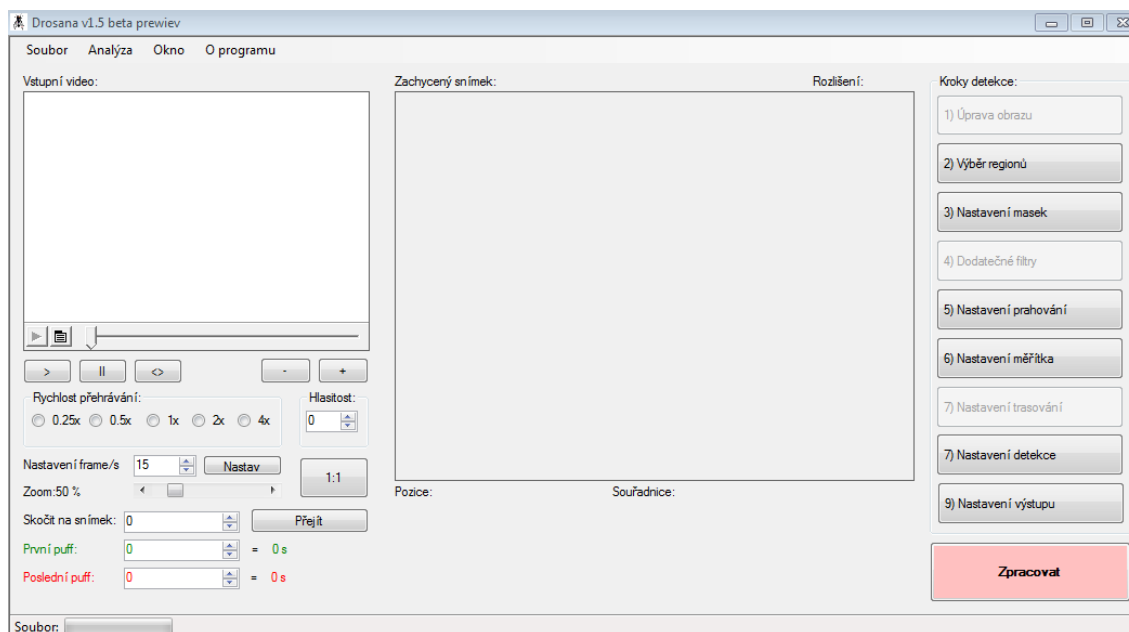 Drosana v1.5 beta prewiev
Soubor Analýza Okno O programu
Vstupní video:
> || <> - +
Rychlost přehrávání:
0.25x 0.5x 1x 2x 4x
Hlasitost:
0
Nastavení frame/s 15 Nastav
Zoom:50 %
1:1
Skočit na snímek: 0 Přejít
První puff: 0 = 0 s
Poslední puff: 0 = 0 s
Zachycený snímek: Rozlišení:
Pozice: Souřadnice:
Kroky detekce:
1) Úprava obrazu
2) Výběr regionů
3) Nastavení masek
4) Dodatečné filtry
5) Nastavení prahování
6) Nastavení měřítka
7) Nastavení trasování
7) Nastavení detekce
9) Nastavení výstupu
Zpracovat
Soubor: